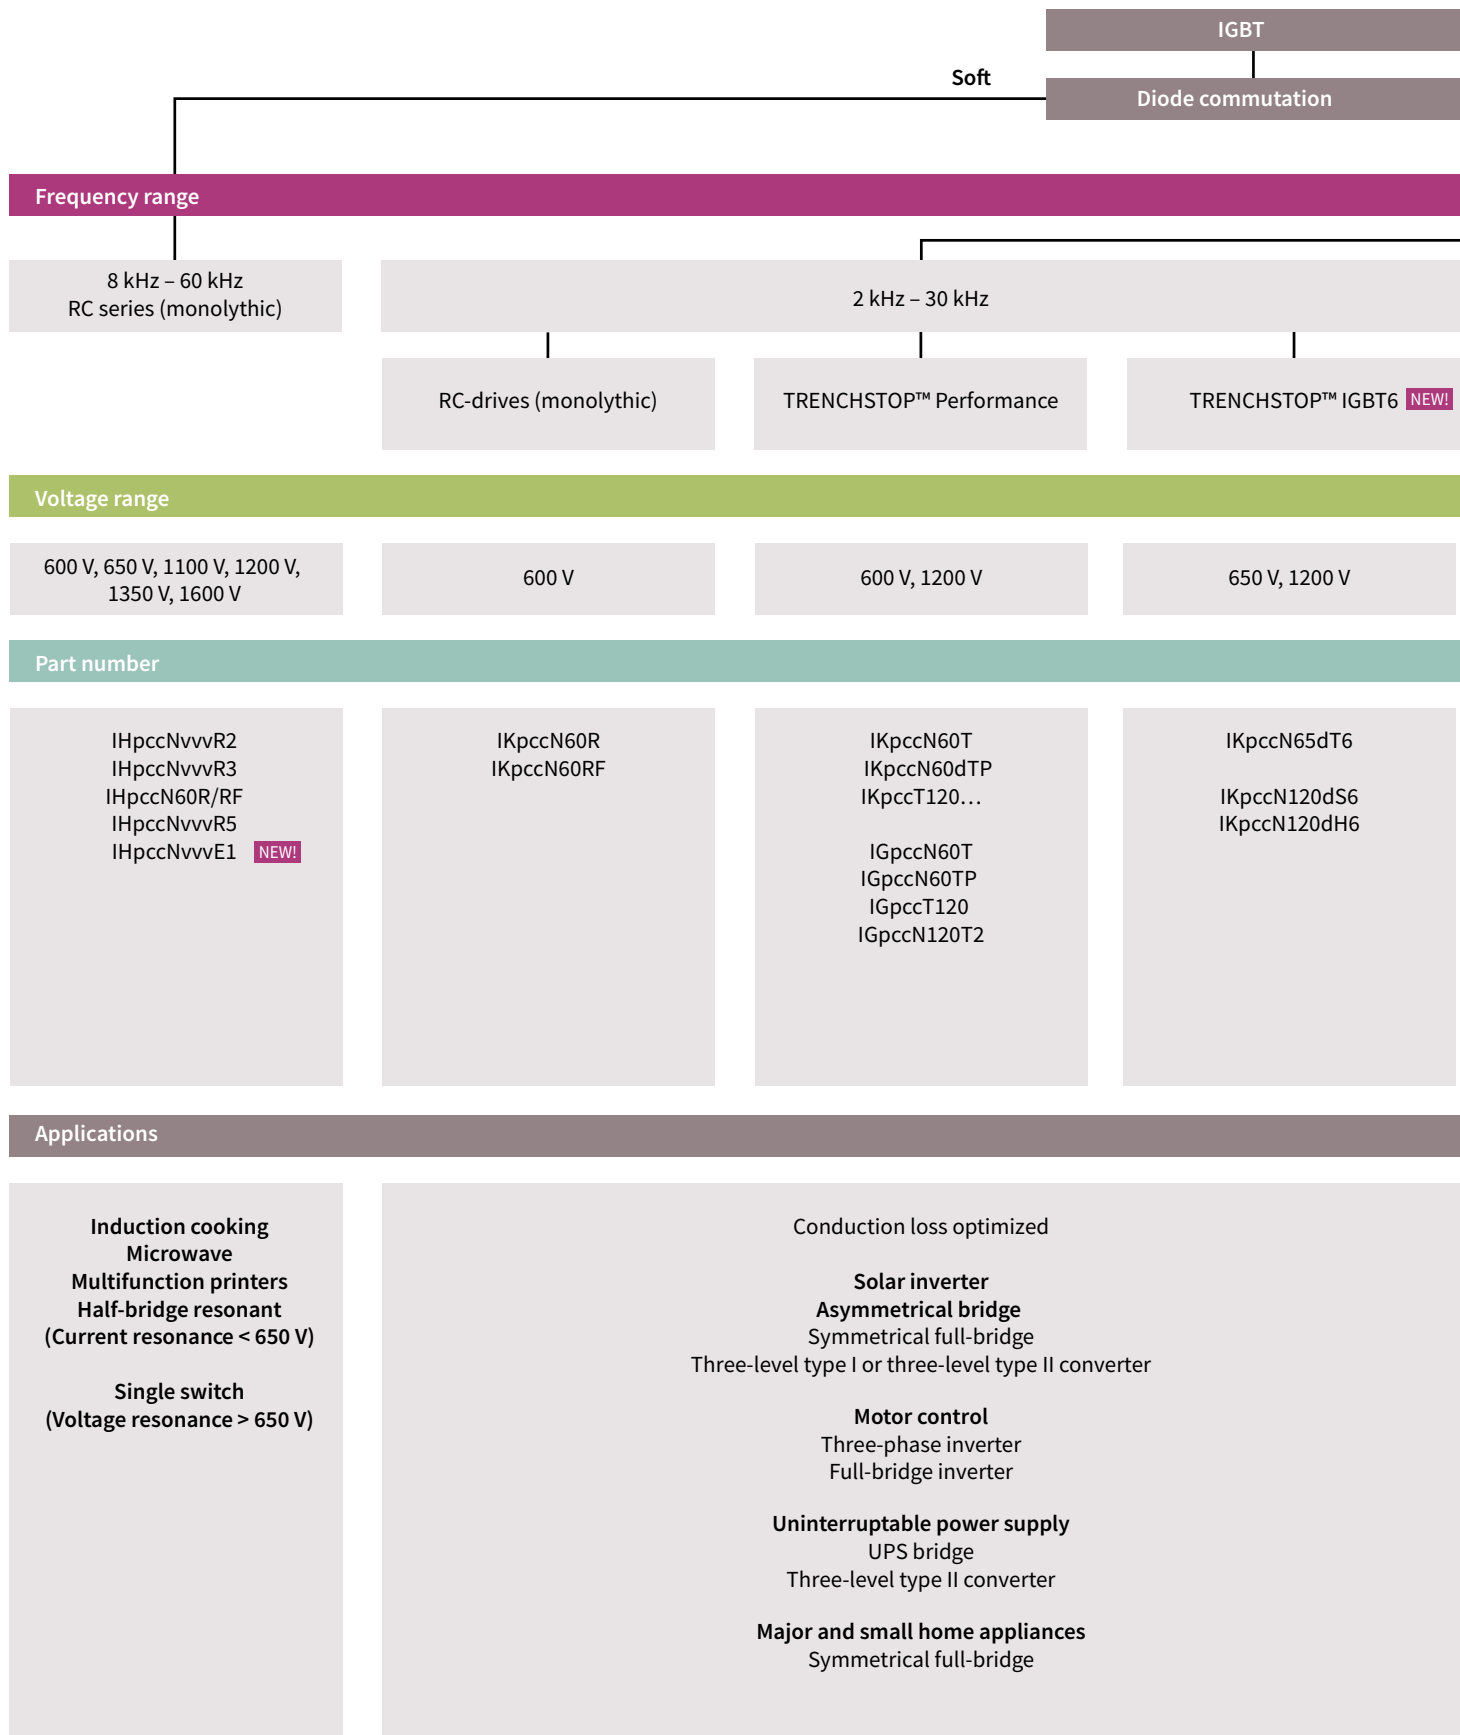 IGBT
Soft
Diode commutation
Frequency range
8 kHz – 60 kHz
RC series (monolythic)
2 kHz – 30 kHz
RC-drives (monolythic)
TRENCHSTOP™ Performance
TRENCHSTOP™ IGBT6 NEW!
Voltage range
600 V, 650 V, 1100 V, 1200 V,
1350 V, 1600 V
600 V
600 V, 1200 V
650 V, 1200 V
Part number
IHpccNvvvR2
IHpccNvvvR3
IHpccN60R/RF
IHpccNvvvR5
IHpccNvvvE1 NEW!
IKpccN60R
IKpccN60RF
IKpccN60T
IKpccN60dTP
IKpccT120…
IGpccN60T
IGpccN60TP
IGpccT120
IGpccN120T2
IKpccN65dT6
IKpccN120dS6
IKpccN120dH6
Applications
Induction cooking
Microwave
Multifunction printers
Half-bridge resonant
(Current resonance < 650 V)
Single switch
(Voltage resonance > 650 V)
Conduction loss optimized
Solar inverter
Asymmetrical bridge
Symmetrical full-bridge
Three-level type I or three-level type II converter
Motor control
Three-phase inverter
Full-bridge inverter
Uninterruptable power supply
UPS bridge
Three-level type II converter
Major and small home appliances
Symmetrical full-bridge